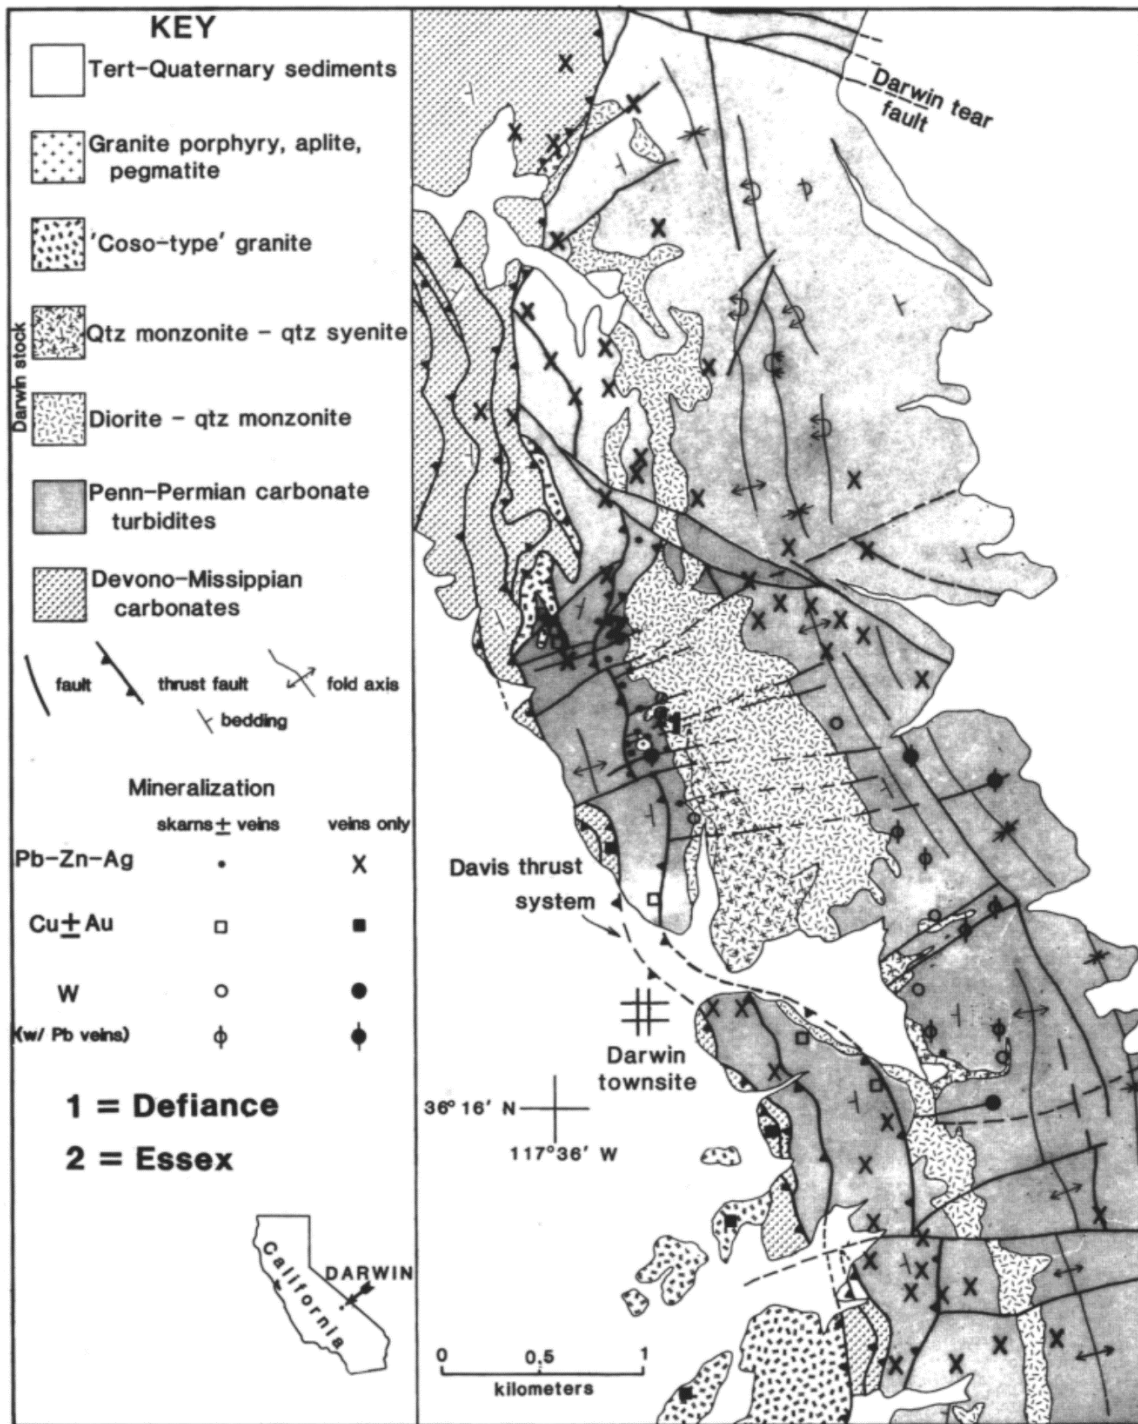 KEY
Tert-Quaternary sediments
Granite porphyry, aplite,
pegmatite
'Coso-type' granite
Darwin stock
Qtz monzonite - qtz syenite
Diorite - qtz monzonite
Penn-Permian carbonate
turbidites
Devono-Missippian
carbonates
fault
thrust fault
fold axis
bedding
Mineralization
skarns ± veins
veins only
Pb-Zn-Ag
Cu±Au
W
(w/ Pb veins)
1 = Defiance
2 = Essex
California
DARWIN
Darwin tear
fault
Davis thrust
system
Darwin
townsite
36° 16' N
117° 36' W
0 0.5 1
kilometers